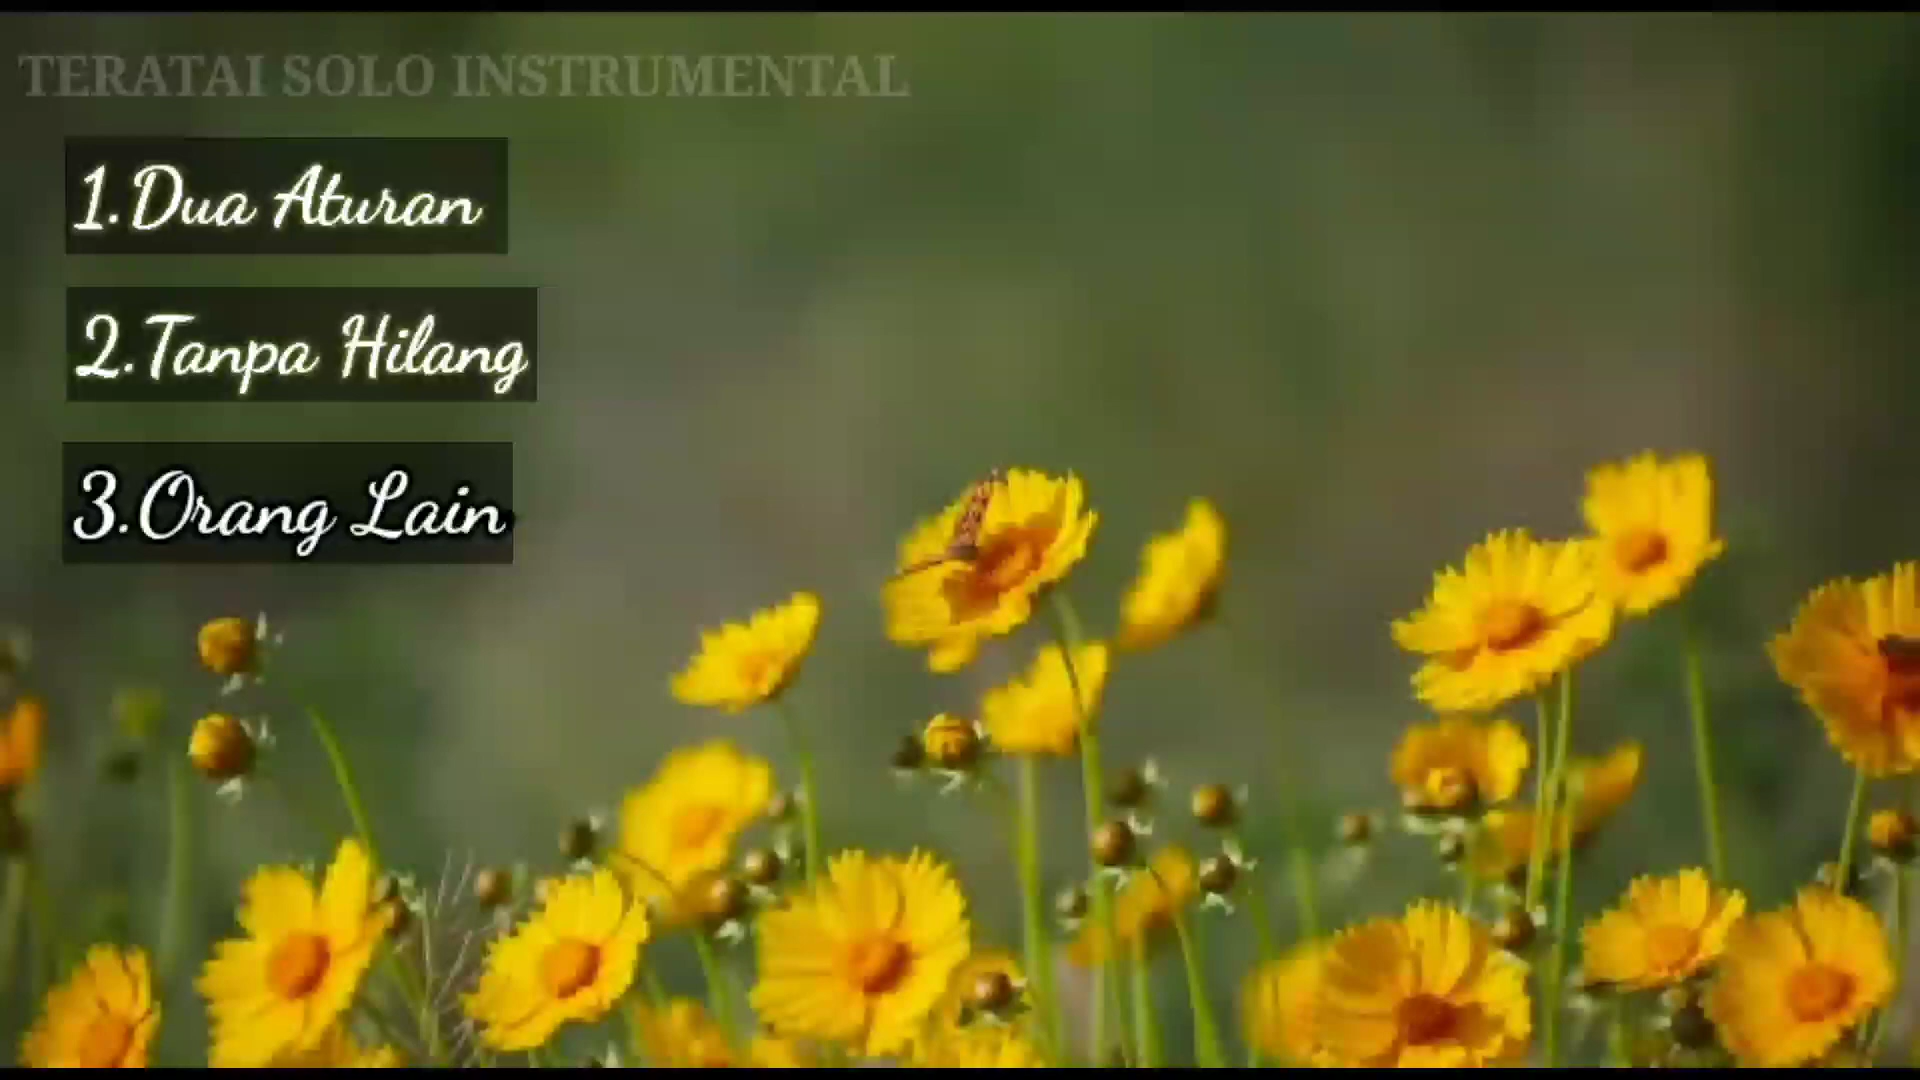 TERATAI SOLO INSTRUMENTAL
1.Dua Aturan
2.Tanpa Hilang
3.Orang Lain